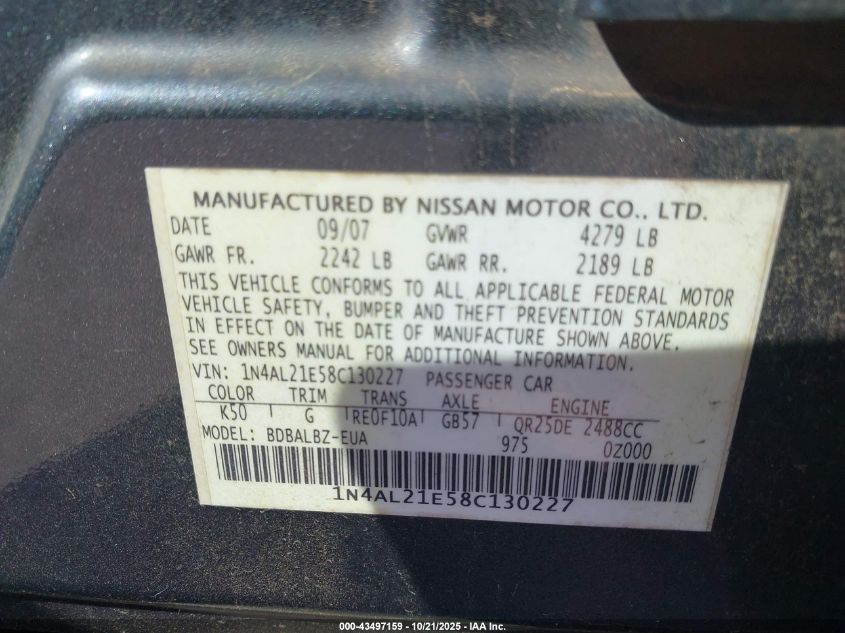 MANUFACTURED BY NISSAN MOTOR CO., LTD.
DATE 09/07 GVWR 4279 LB
GAWR FR. 2242 LB GAWR RR. 2189 LB
THIS VEHICLE CONFORMS TO ALL APPLICABLE FEDERAL MOTOR
VEHICLE SAFETY, BUMPER AND THEFT PREVENTION STANDARDS
IN EFFECT ON THE DATE OF MANUFACTURE SHOWN ABOVE.
SEE OWNERS MANUAL FOR ADDITIONAL INFORMATION.
VIN: 1N4AL21E58C130227 PASSENGER CAR
COLOR TRIM TRANS AXLE ENGINE
K50 G RE0F10A GB57 QR25DE 2488CC
MODEL: BDBALBZ-EUA 975 0Z000
1N4AL21E58C130227
000-43497159 - 10/21/2025 - IAA Inc.